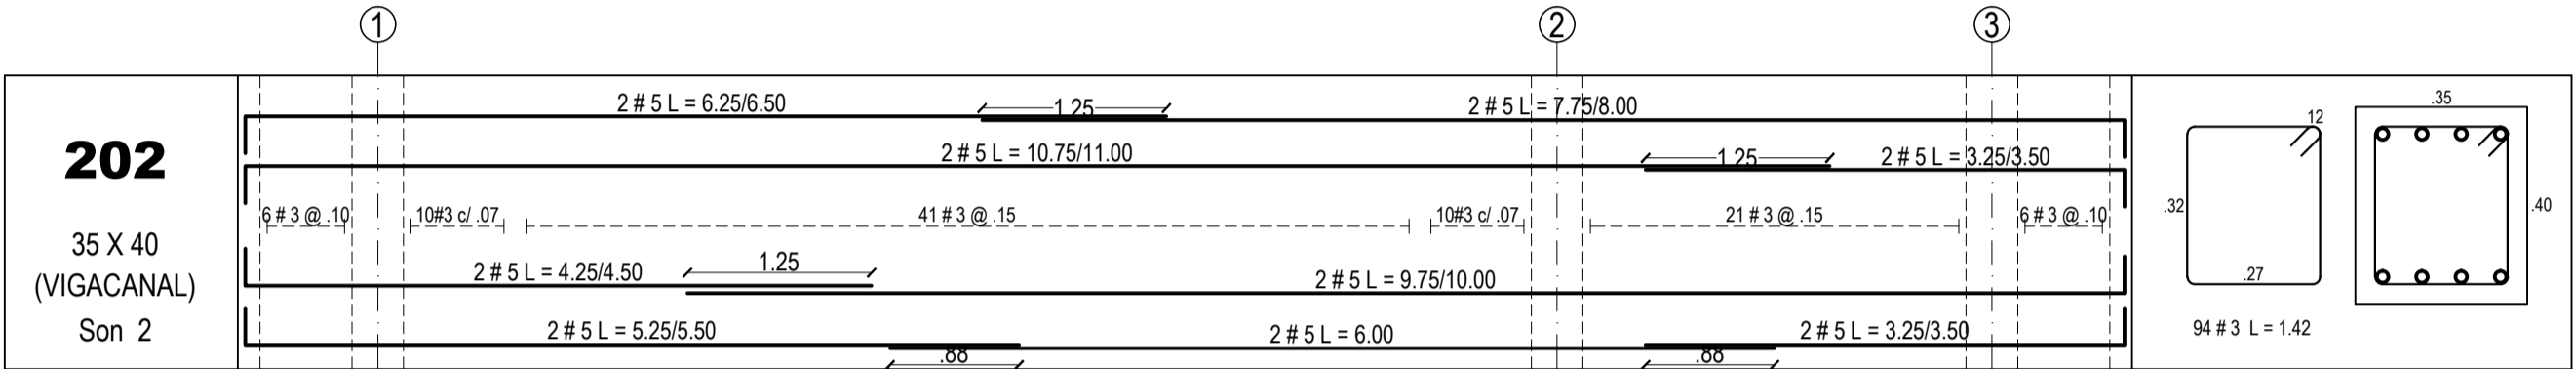 1
2
3
202
35 X 40
(VIGACANAL)
Son 2
2 # 5 L = 6.25/6.50
1.25
2 # 5 L = 7.75/8.00
2 # 5 L = 10.75/11.00
1.25
2 # 5 L = 3.25/3.50
6 # 3 @ .10
10#3 c/ .07
41 # 3 @ .15
10#3 c/ .07
21 # 3 @ .15
6 # 3 @ .10
2 # 5 L = 4.25/4.50
1.25
2 # 5 L = 9.75/10.00
2 # 5 L = 5.25/5.50
.88
2 # 5 L = 6.00
.88
2 # 5 L = 3.25/3.50
12
.32
.27
94 # 3 L = 1.42
.35
.40